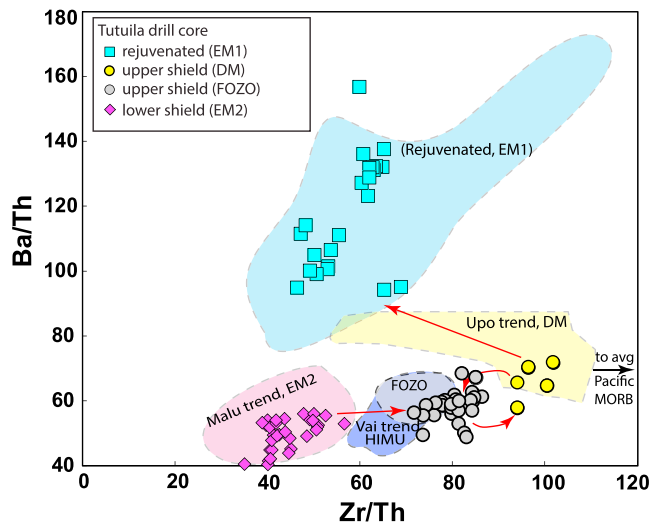 180
160
140
120
100
80
60
40
Ba/Th
Tutuila drill core
rejuvenated (EM1)
upper shield (DM)
upper shield (FOZO)
lower shield (EM2)
(Rejuvenated, EM1)
Upo trend, DM
to avg
Pacific
MORB
FOZO
Malu trend, EM2
Vai trend
HIMU
0
20
40
60
80
100
120
Zr/Th